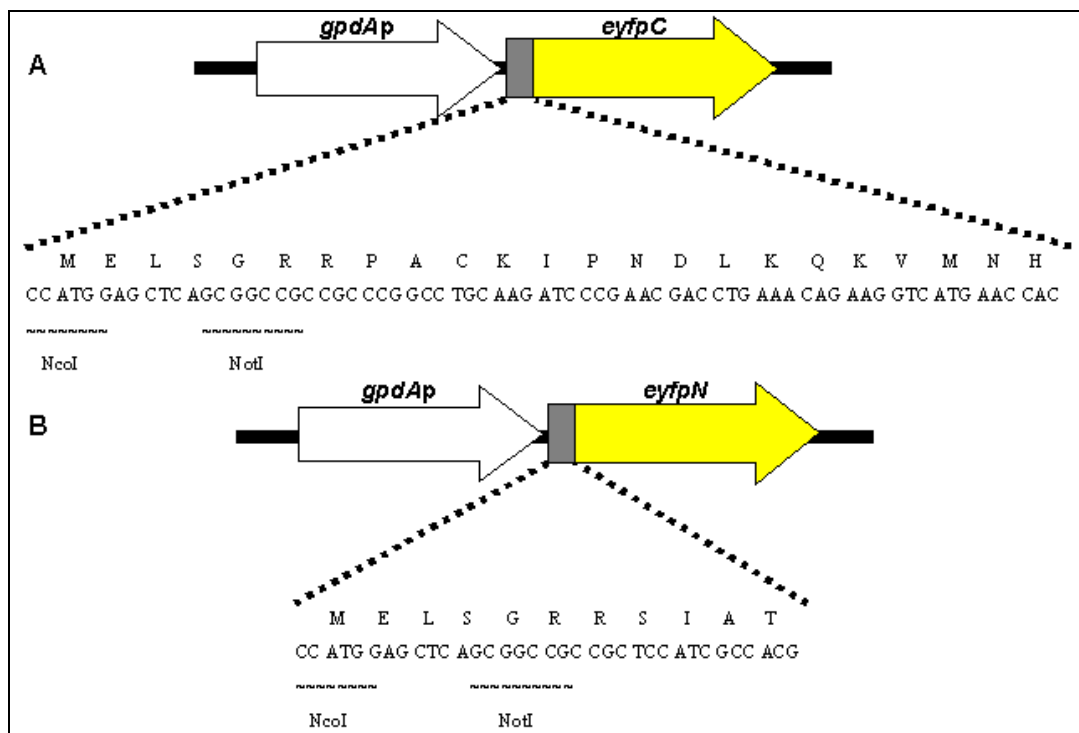 gpdAp eyfpC
A
M E L S G R R P A C K I P N D L K Q K V M N H
CC ATG GAG CTC AGC GGC CGC CGC CCG GCC TGC AAG ATC CCG AAC GAC CTG AAA CAG AAG GTC ATG AAC CAC
~~~~~~~~ ~~~~~~~~~~
NcoI NotI
gpdAp eyfpN
B
M E L S G R R S I A T
CC ATG GAG CTC AGC GGC CGC CGC TCC ATC GCC ACG
~~~~~~~~ ~~~~~~~~~~
NcoI NotI